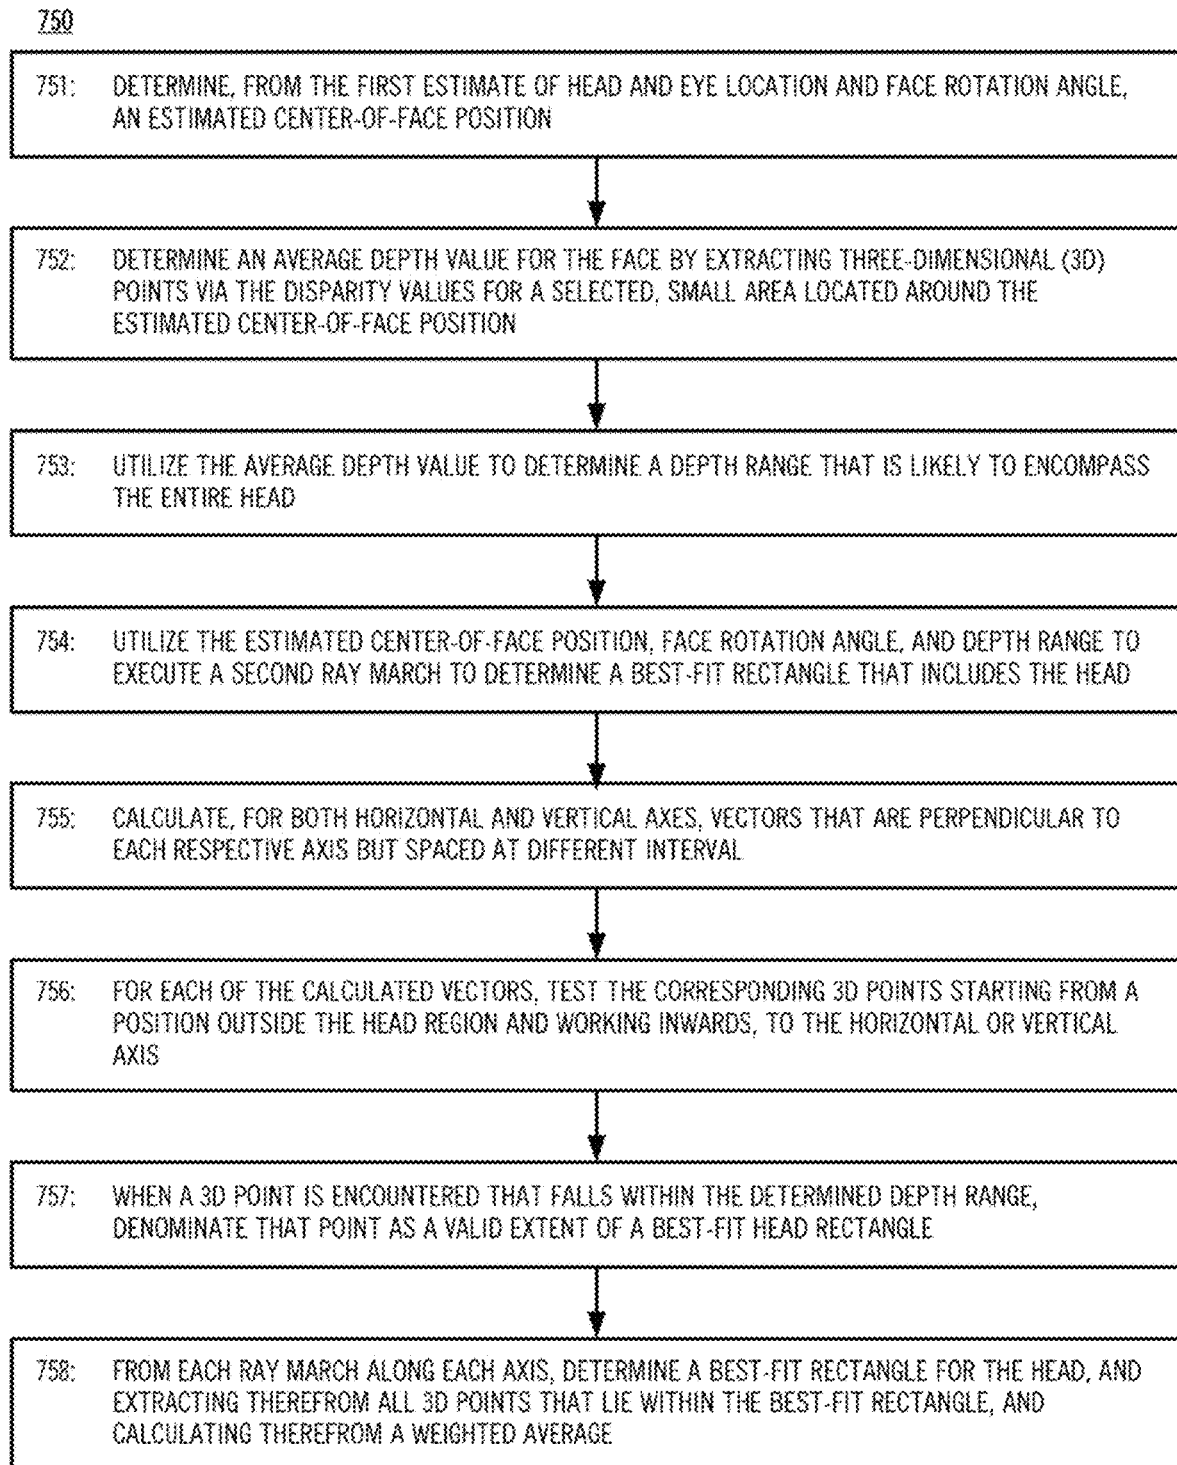 750
751: DETERMINE, FROM THE FIRST ESTIMATE OF HEAD AND EYE LOCATION AND FACE ROTATION ANGLE,
AN ESTIMATED CENTER-OF-FACE POSITION
752: DETERMINE AN AVERAGE DEPTH VALUE FOR THE FACE BY EXTRACTING THREE-DIMENSIONAL (3D)
POINTS VIA THE DISPARITY VALUES FOR A SELECTED, SMALL AREA LOCATED AROUND THE
ESTIMATED CENTER-OF-FACE POSITION
753: UTILIZE THE AVERAGE DEPTH VALUE TO DETERMINE A DEPTH RANGE THAT IS LIKELY TO ENCOMPASS
THE ENTIRE HEAD
754: UTILIZE THE ESTIMATED CENTER-OF-FACE POSITION, FACE ROTATION ANGLE, AND DEPTH RANGE TO
EXECUTE A SECOND RAY MARCH TO DETERMINE A BEST-FIT RECTANGLE THAT INCLUDES THE HEAD
755: CALCULATE, FOR BOTH HORIZONTAL AND VERTICAL AXES, VECTORS THAT ARE PERPENDICULAR TO
EACH RESPECTIVE AXIS BUT SPACED AT DIFFERENT INTERVAL
756: FOR EACH OF THE CALCULATED VECTORS, TEST THE CORRESPONDING 3D POINTS STARTING FROM A
POSITION OUTSIDE THE HEAD REGION AND WORKING INWARDS, TO THE HORIZONTAL OR VERTICAL
AXIS
757: WHEN A 3D POINT IS ENCOUNTERED THAT FALLS WITHIN THE DETERMINED DEPTH RANGE,
DENOMINATE THAT POINT AS A VALID EXTENT OF A BEST-FIT HEAD RECTANGLE
758: FROM EACH RAY MARCH ALONG EACH AXIS, DETERMINE A BEST-FIT RECTANGLE FOR THE HEAD, AND
EXTRACTING THEREFROM ALL 3D POINTS THAT LIE WITHIN THE BEST-FIT RECTANGLE, AND
CALCULATING THEREFROM A WEIGHTED AVERAGE